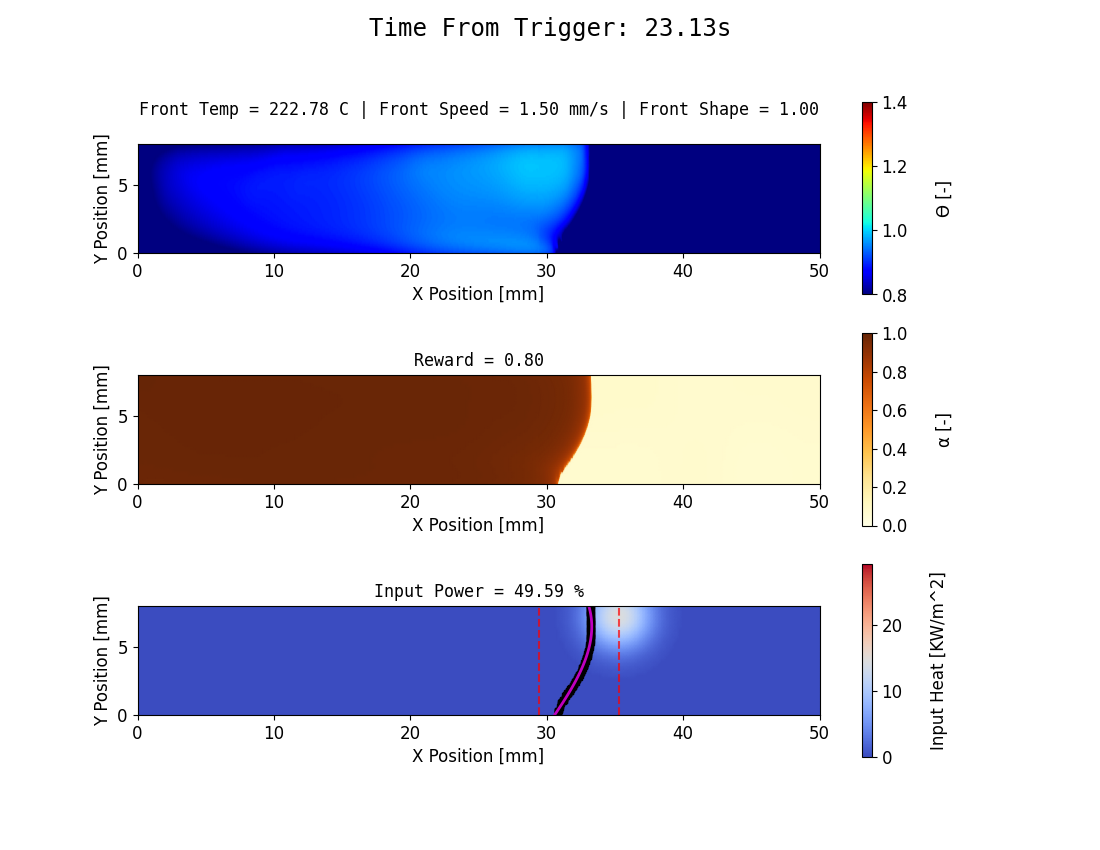 Time From Trigger: 23.13s
Front Temp = 222.78 C | Front Speed = 1.50 mm/s | Front Shape = 1.00
Y Position [mm]
5
0
0 10 20 30 40 50
X Position [mm]
1.4
1.2
1.0
0.8
Θ [-]
Reward = 0.80
Y Position [mm]
5
0
0 10 20 30 40 50
X Position [mm]
1.0
0.8
0.6
0.4
0.2
0.0
α [-]
Input Power = 49.59 %
Y Position [mm]
5
0
0 10 20 30 40 50
X Position [mm]
20
10
0
Input Heat [KW/m^2]